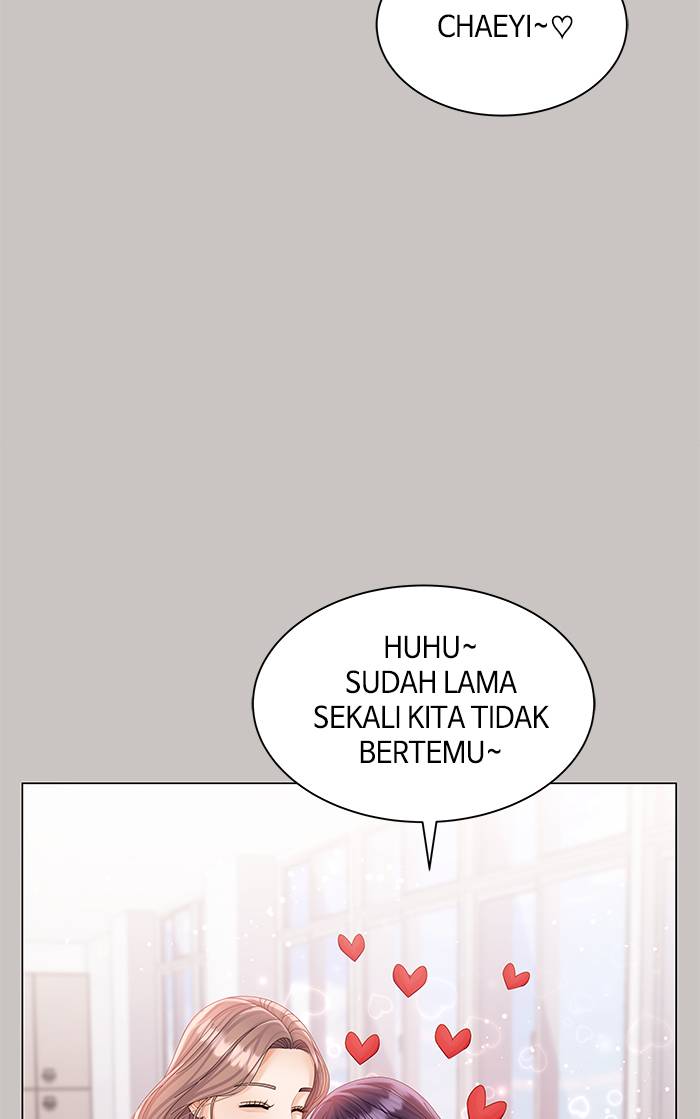 CHAEYI~♡
HUHU~
SUDAH LAMA
SEKALI KITA TIDAK
BERTEMU~